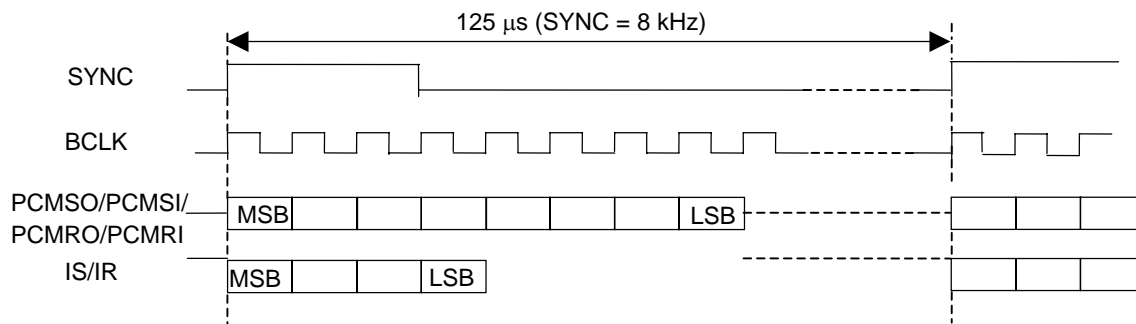 125 μs (SYNC = 8 kHz)
SYNC
BCLK
PCMSO/PCMSI/
PCMRO/PCMRI
MSB
LSB
IS/IR
MSB
LSB